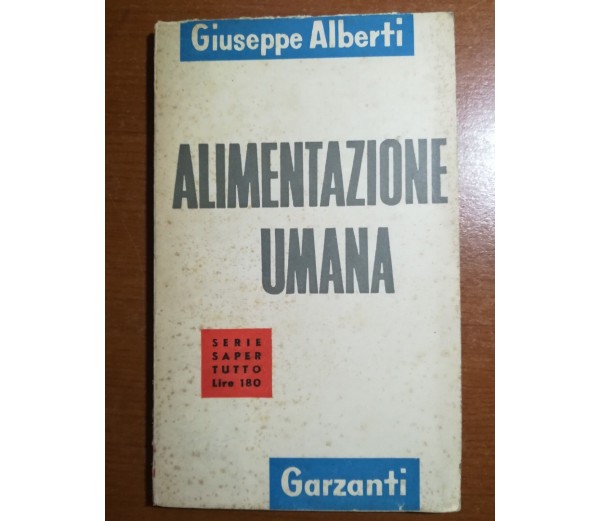 Giuseppe Alberti
ALIMENTAZIONE
UMANA
SERIE
SAPER
TUTTO
Lire 180
Garzanti